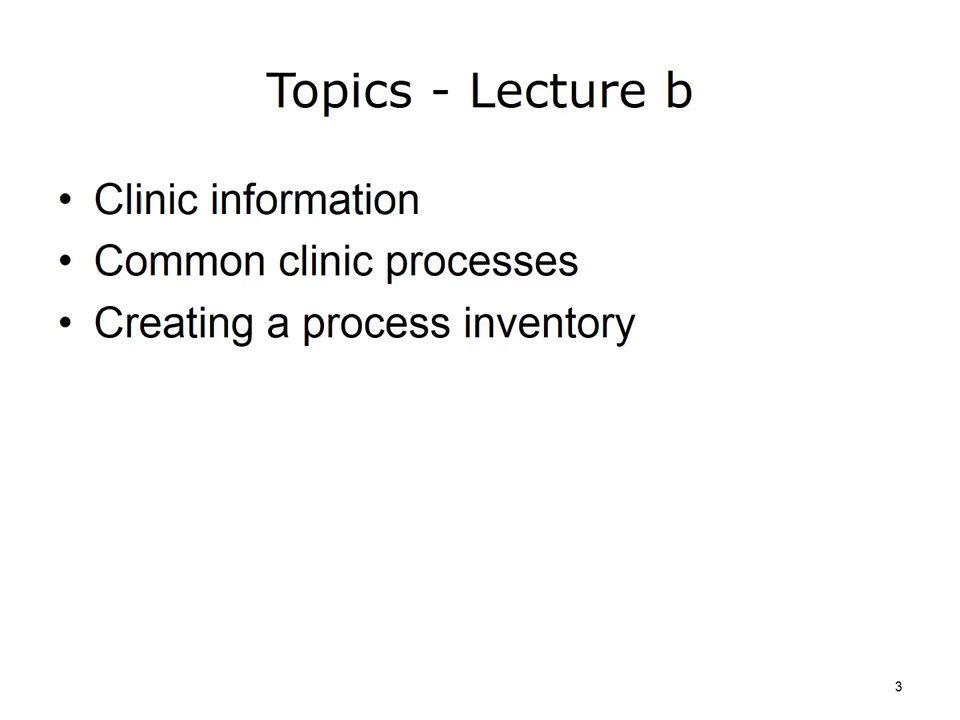 Topics - Lecture b
• Clinic information
• Common clinic processes
• Creating a process inventory
3